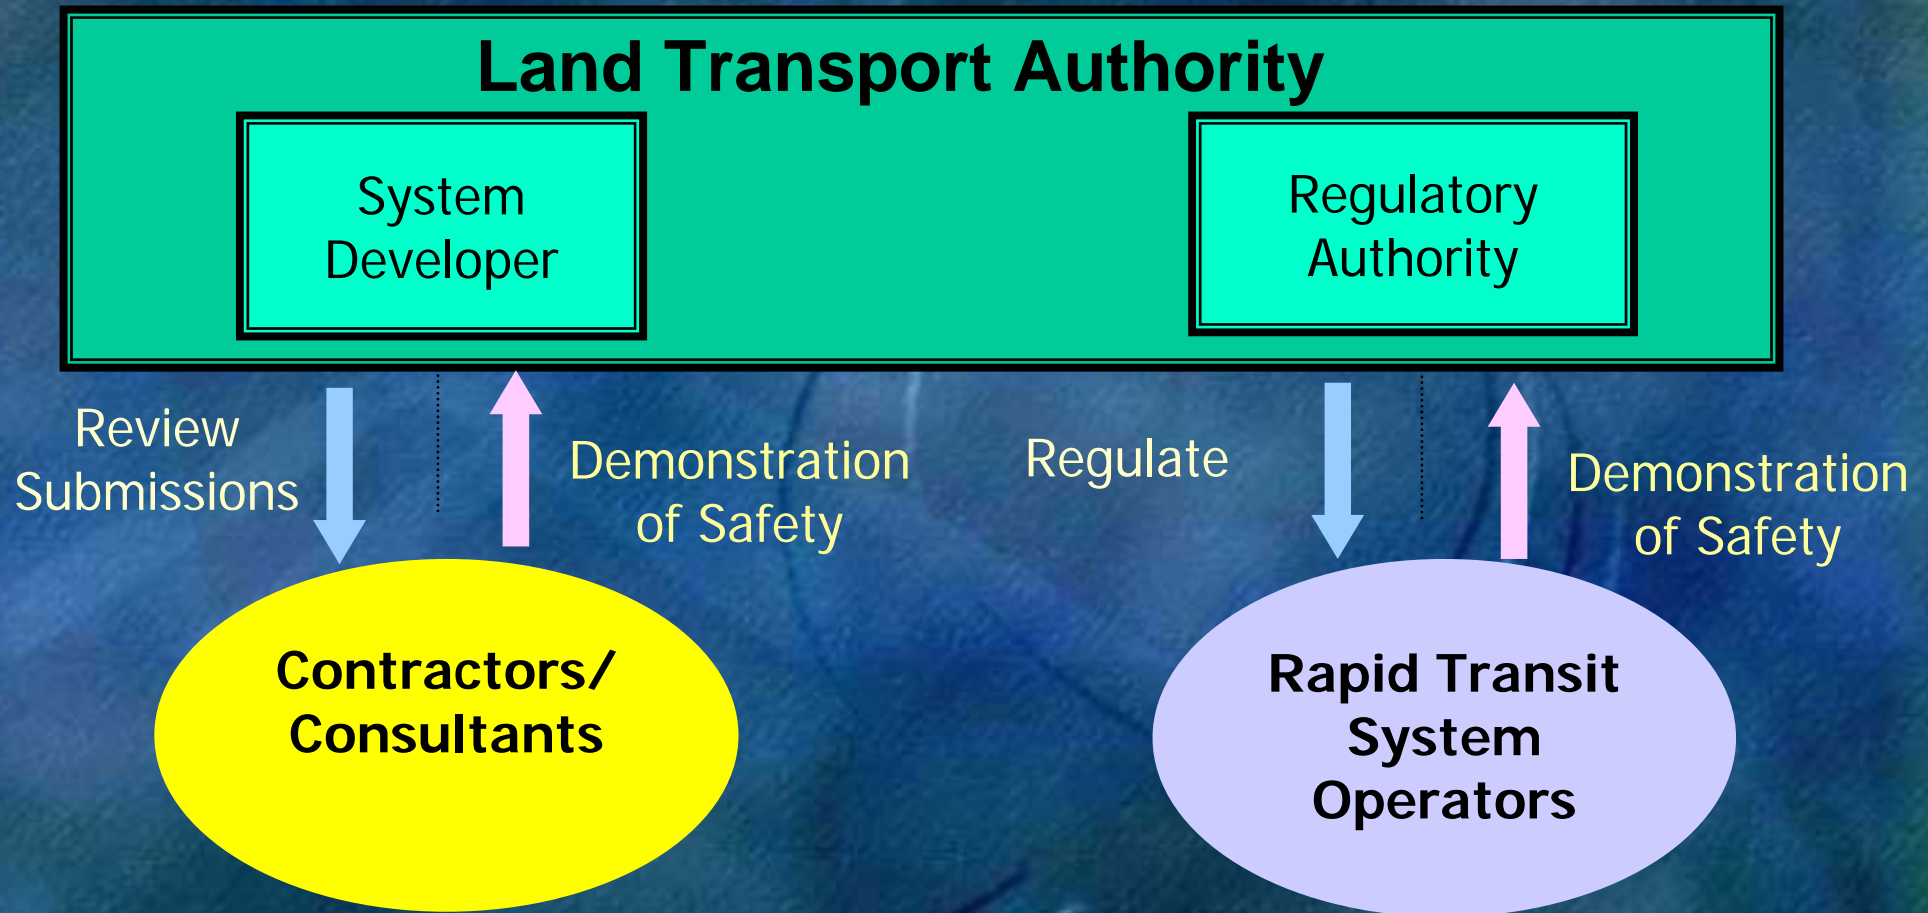 Land Transport Authority
System
Developer
Regulatory
Authority
Review
Submissions
Demonstration
of Safety
Regulate
Demonstration
of Safety
Contractors/
Consultants
Rapid Transit
System
Operators